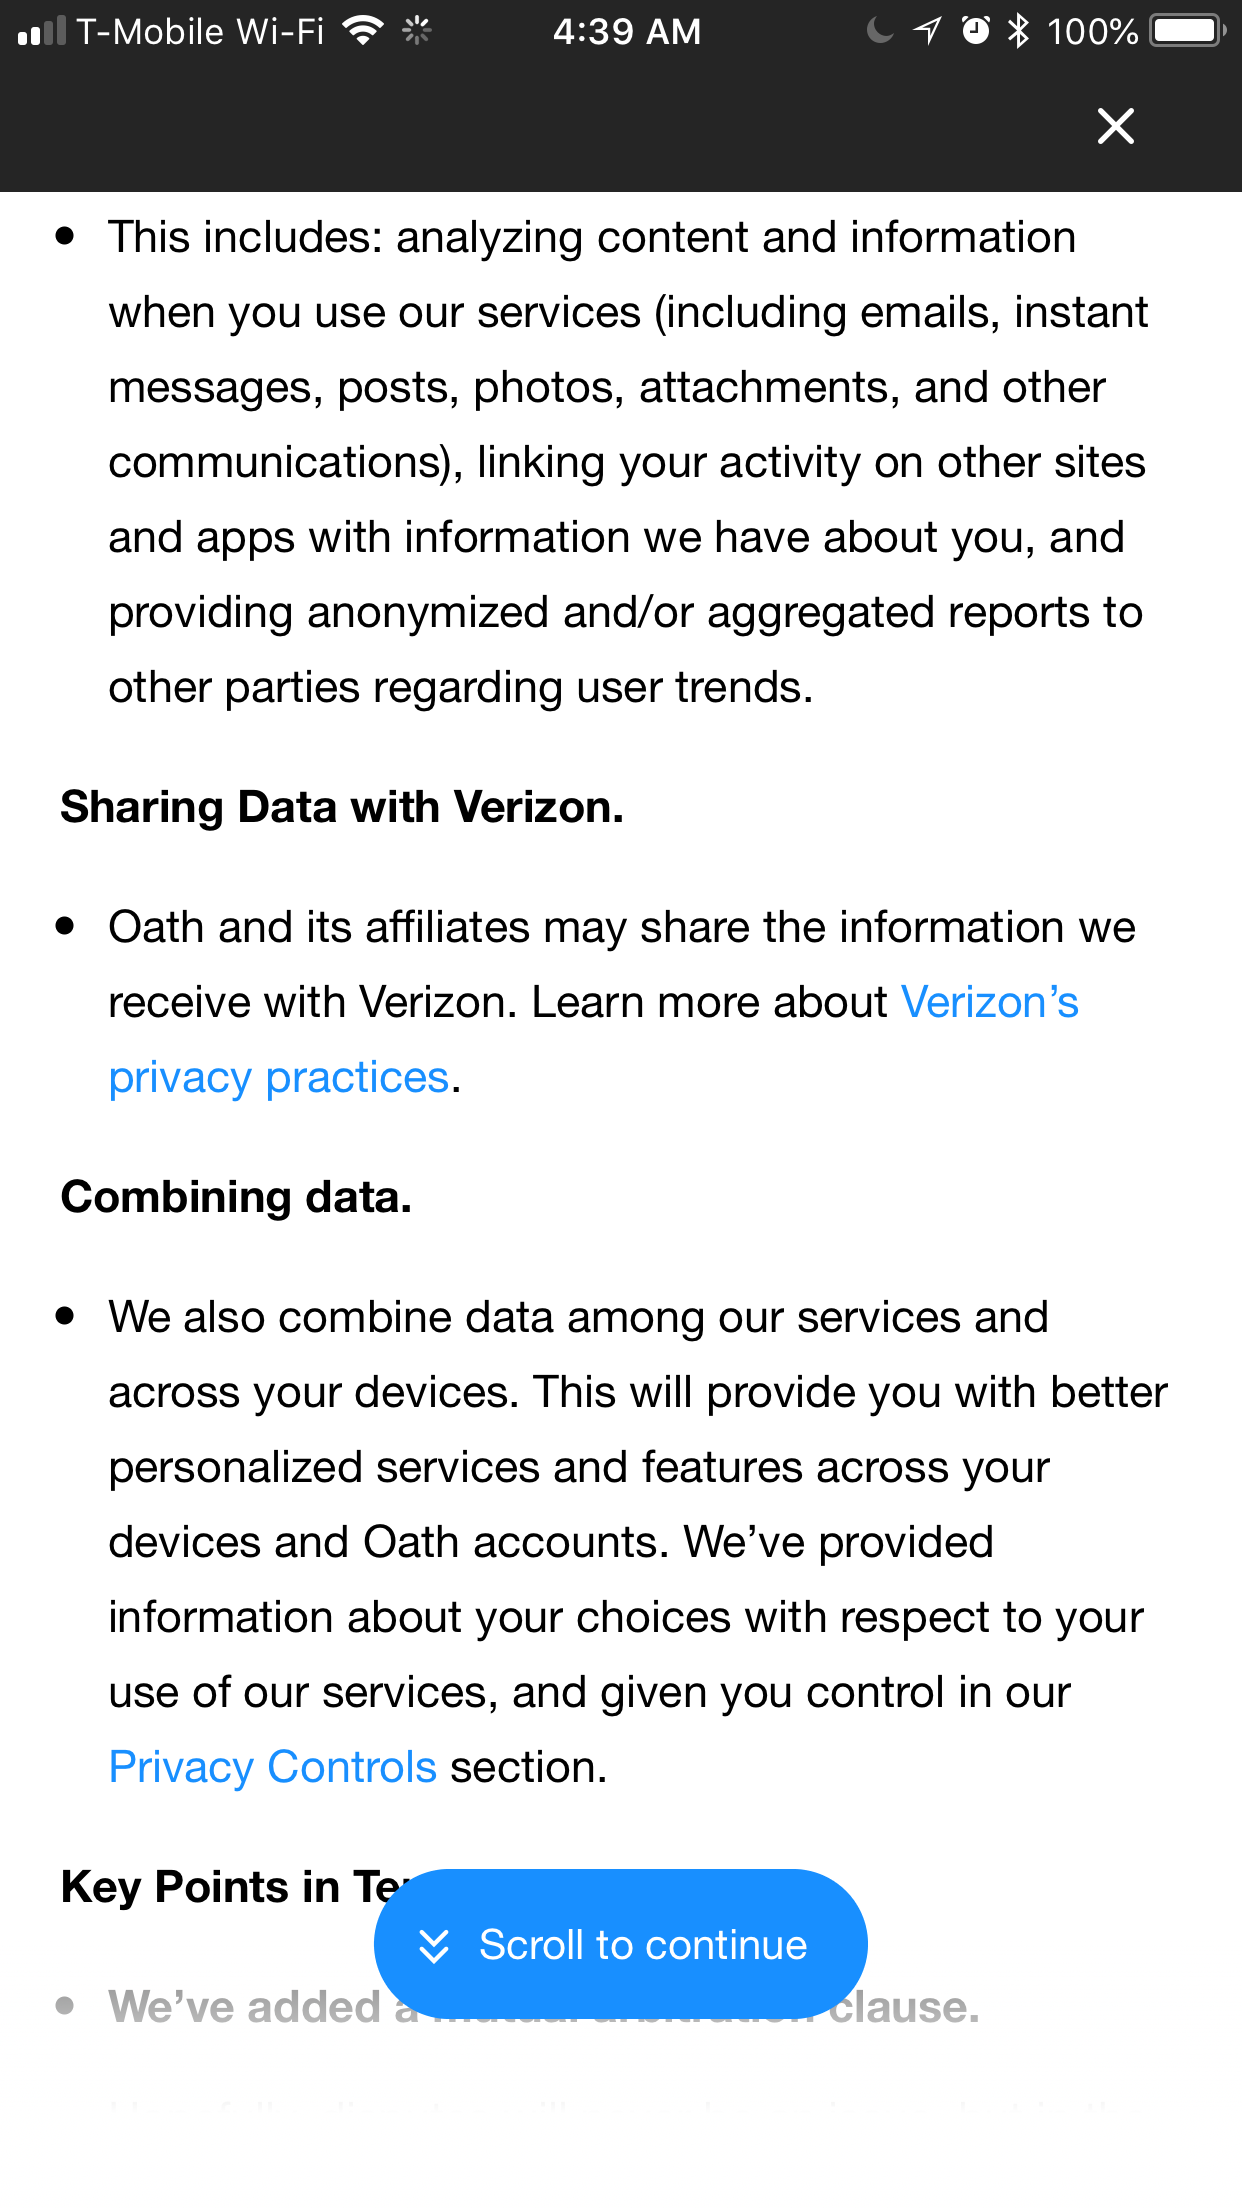 T-Mobile Wi-Fi 4:39 AM 100%
• This includes: analyzing content and information
when you use our services (including emails, instant
messages, posts, photos, attachments, and other
communications), linking your activity on other sites
and apps with information we have about you, and
providing anonymized and/or aggregated reports to
other parties regarding user trends.
Sharing Data with Verizon.
• Oath and its affiliates may share the information we
receive with Verizon. Learn more about Verizon’s
privacy practices.
Combining data.
• We also combine data among our services and
across your devices. This will provide you with better
personalized services and features across your
devices and Oath accounts. We’ve provided
information about your choices with respect to your
use of our services, and given you control in our
Privacy Controls section.
Key Points in
Scroll to continue
• We’ve added a mutual arbitration clause.